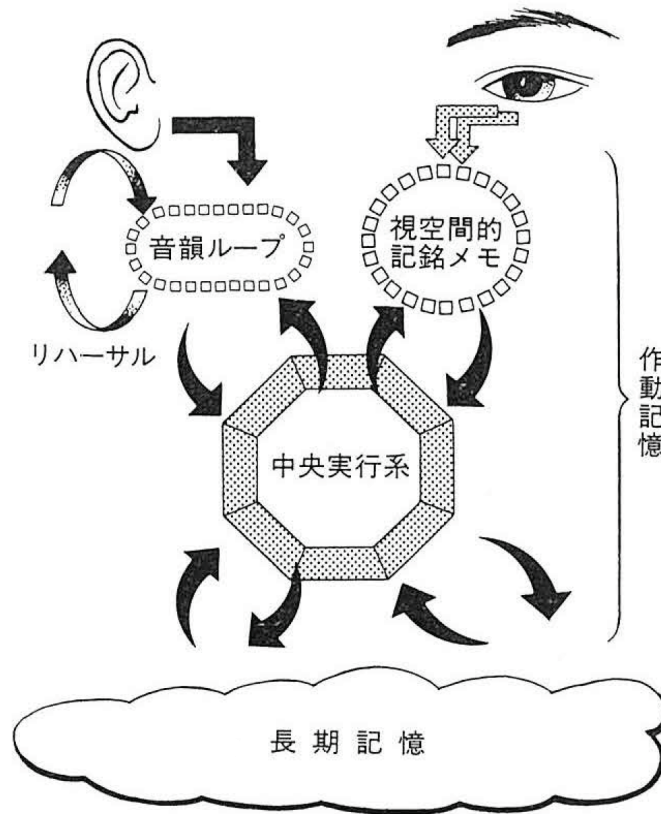 音韻ループ
視空間的
記銘メモ
リハーサル
中央実行系
作動記憶
長期記憶